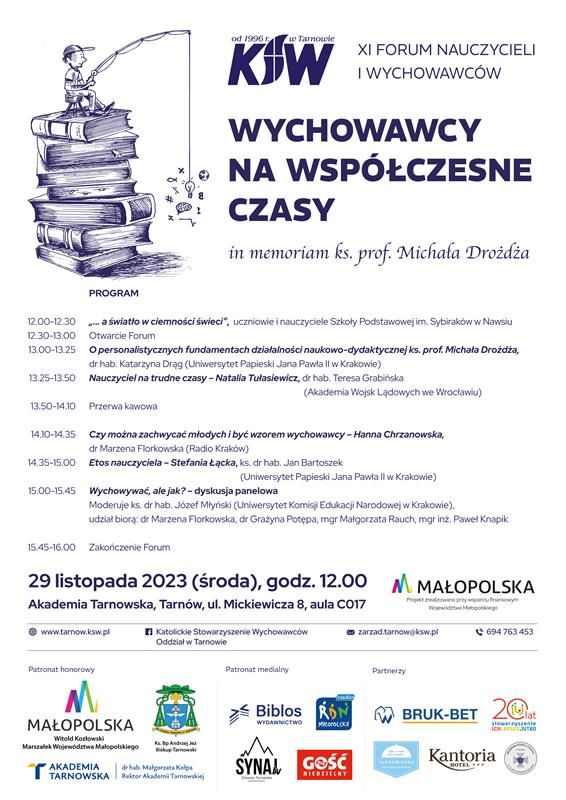 od 1996 r. w Tarnowie
KSW
XI FORUM NAUCZYCIELI
I WYCHOWAWCÓW
WYCHOWAWCY
NA WSPÓŁCZESNE
CZASY
in memoriam ks. prof. Michała Drożdża
PROGRAM
12.00-12.30 „... a światło w ciemności świeci”, uczniowie i nauczyciele Szkoły Podstawowej im. Sybiraków w Nawsiu
12.30-13.00 Otwarcie Forum
13.00-13.25 O personalistycznych fundamentach działalności naukowo-dydaktycznej ks. prof. Michała Drożdża,
dr hab. Katarzyna Drąg (Uniwersytet Papieski Jana Pawła II w Krakowie)
13.25-13.50 Nauczyciel na trudne czasy – Natalia Tułasiewicz, dr hab. Teresa Grabińska
(Akademia Wojsk Lądowych we Wrocławiu)
13.50-14.10 Przerwa kawowa
14.10-14.35 Czy można zachwycać młodych i być wzorem wychowawcy – Hanna Chrzanowska,
dr Marzena Florkowska (Radio Kraków)
14.35-15.00 Etos nauczyciela – Stefania Łącka, ks. dr hab. Jan Bartoszek
(Uniwersytet Papieski Jana Pawła II w Krakowie)
15.00-15.45 Wychowywać, ale jak? – dyskusja panelowa
Moderuje ks. dr hab. Józef Młyński (Uniwersytet Komisji Edukacji Narodowej w Krakowie),
udział biorą: dr Marzena Florkowska, dr Grażyna Potępa, mgr Małgorzata Rauch, mgr inż. Paweł Knapik
15.45-16.00 Zakończenie Forum
29 listopada 2023 (środa), godz. 12.00
Akademia Tarnowska, Tarnów, ul. Mickiewicza 8, aula C017
MAŁOPOLSKA
Projekt zrealizowano przy wsparciu finansowym
Województwa Małopolskiego
www.tarnow.ksw.pl
Katolickie Stowarzyszenie Wychowawców
Oddział w Tarnowie
zarzad.tarnow@ksw.pl
694 763 453
Patronat honorowy
MAŁOPOLSKA
Witold Kozłowski
Marszałek Województwa Małopolskiego
Ks. Bp Andrzej Jeż
Biskup Tarnowski
AKADEMIA
TARNOWSKA
dr hab. Małgorzata Kołpa
Rektor Akademii Tarnowskiej
Patronat medialny
Biblos
WYDAWNICTWO
radio
RDN
MAŁOPOLSKA
SYNAJ.tv
GOŚĆ
NIEDZIELNY
Partnerzy
BRUK-BET
20 lat
stowarzyszenie
LEPSZE JUTRO
TARNOWIANKA
Kantoria
HOTEL